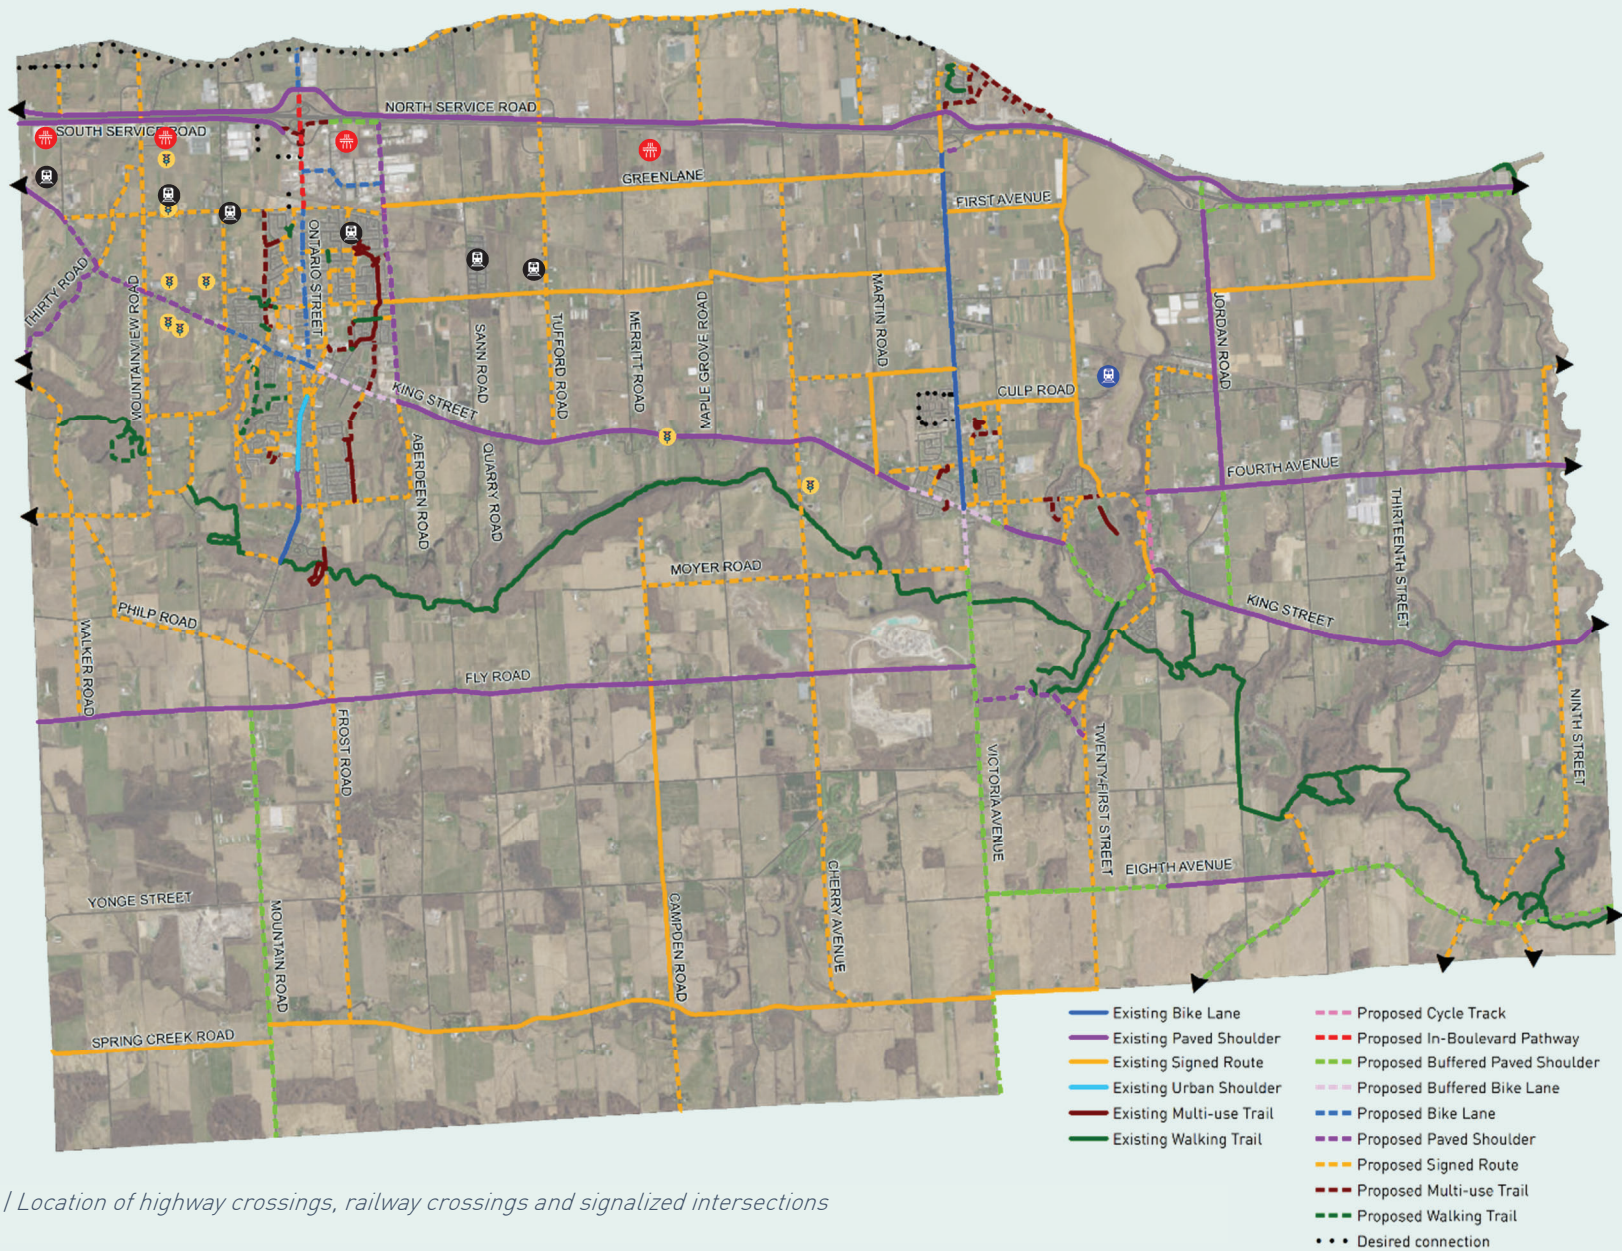 NORTH SERVICE ROAD
SOUTH SERVICE ROAD
GREENLANE
FIRST AVENUE
THIRTY ROAD
MOUNTAINVIEW ROAD
ONTARIO STREET
SANN ROAD
TUFFORD ROAD
MERRITT ROAD
MAPLE GROVE ROAD
MARTIN ROAD
JORDAN ROAD
KING STREET
CULP ROAD
ABERDEEN ROAD
QUARRY ROAD
FOURTH AVENUE
THIRTEENTH STREET
MOYER ROAD
PHILP ROAD
WALKER ROAD
KING STREET
FLY ROAD
FROST ROAD
VICTORIA AVENUE
TWENTY-FIRST STREET
NINTH STREET
EIGHTH AVENUE
YONGE STREET
MOUNTAIN ROAD
CAMPDEN ROAD
CHERRY AVENUE
SPRING CREEK ROAD
Existing Bike Lane
Existing Paved Shoulder
Existing Signed Route
Existing Urban Shoulder
Existing Multi-use Trail
Existing Walking Trail
Proposed Cycle Track
Proposed In-Boulevard Pathway
Proposed Buffered Paved Shoulder
Proposed Buffered Bike Lane
Proposed Bike Lane
Proposed Paved Shoulder
Proposed Signed Route
Proposed Multi-use Trail
Proposed Walking Trail
Desired connection
| Location of highway crossings, railway crossings and signalized intersections